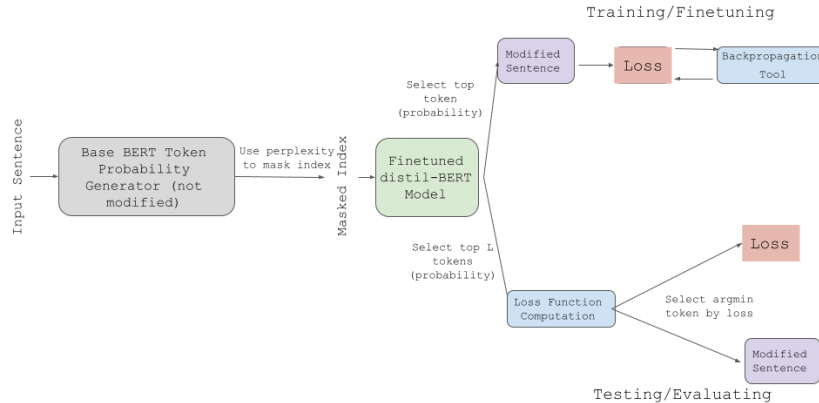 Training/Finetuning
Modified
Sentence
Loss
Backpropagation
Tool
Select top
token
(probability)
Input Sentence
Base BERT Token
Probability
Generator (not
modified)
Use perplexity
to mask index
Masked Index
Finetuned
distil-BERT
Model
Select top L
tokens
(probability)
Loss Function
Computation
Loss
Select argmin
token by loss
Modified
Sentence
Testing/Evaluating